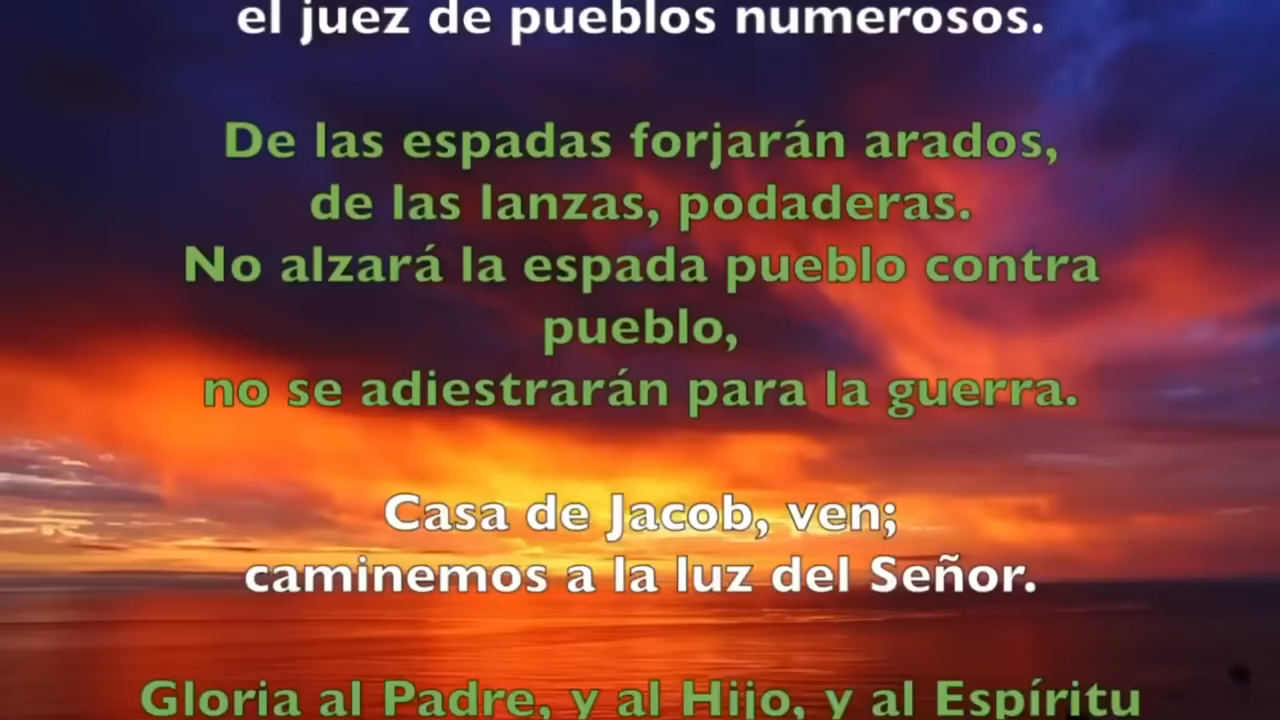 el juez de pueblos numerosos.
De las espadas forjarán arados,
de las lanzas, podaderas.
No alzará la espada pueblo contra
pueblo,
no se adiestrarán para la guerra.
Casa de Jacob, ven;
caminemos a la luz del Señor.
Gloria al Padre, y al Hijo, y al Espíritu